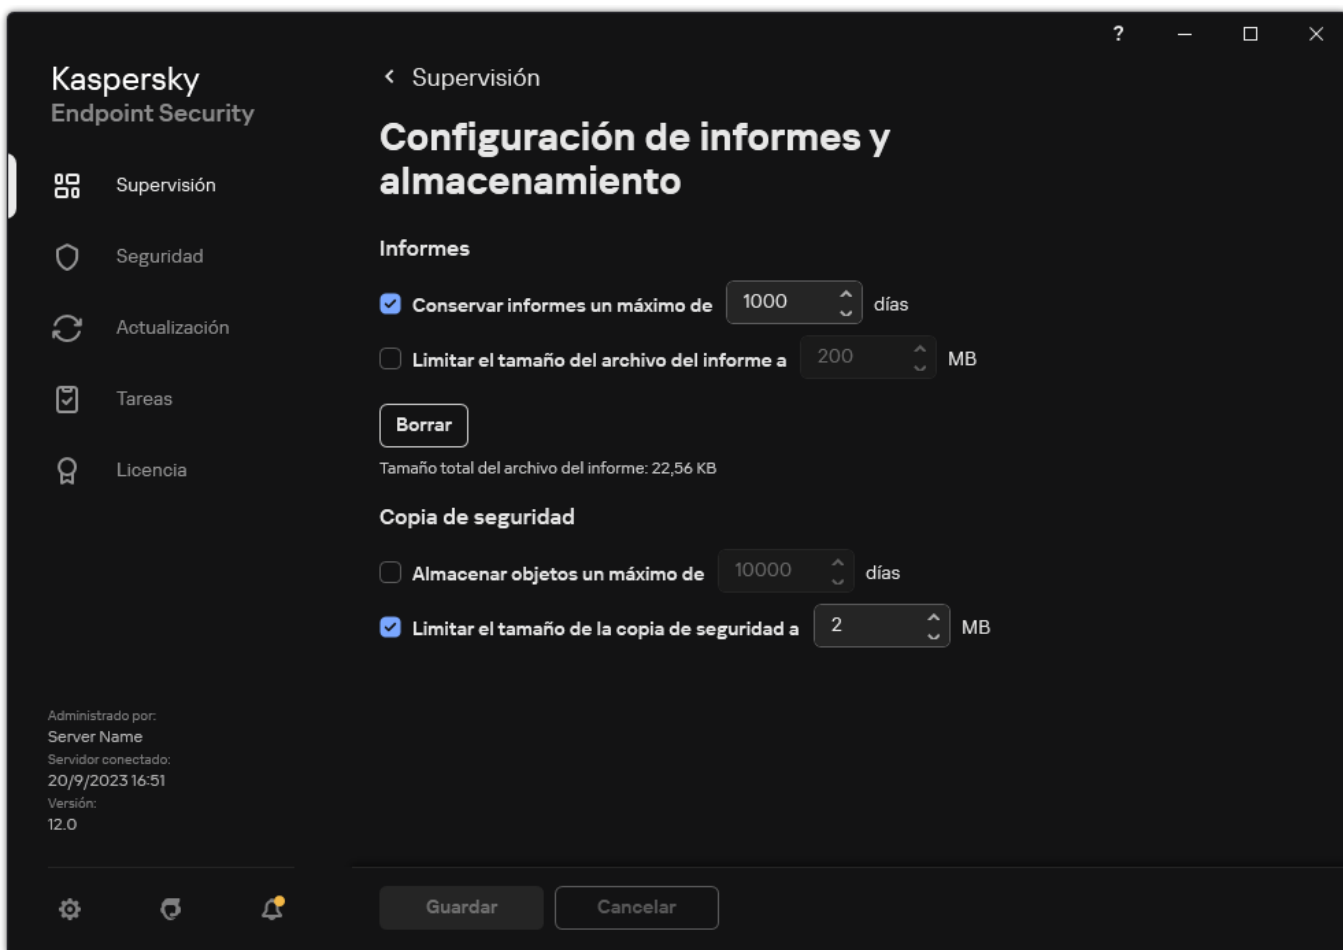 ?
Kaspersky
Endpoint Security
Supervisión
Seguridad
Actualización
Tareas
Licencia
Administrado por:
Server Name
Servidor conectado:
20/9/2023 16:51
Versión:
12.0
Supervisión
Configuración de informes y
almacenamiento
Informes
Conservar informes un máximo de 1000 días
Limitar el tamaño del archivo del informe a 200 MB
Borrar
Tamaño total del archivo del informe: 22,56 KB
Copia de seguridad
Almacenar objetos un máximo de 10000 días
Limitar el tamaño de la copia de seguridad a 2 MB
Guardar Cancelar